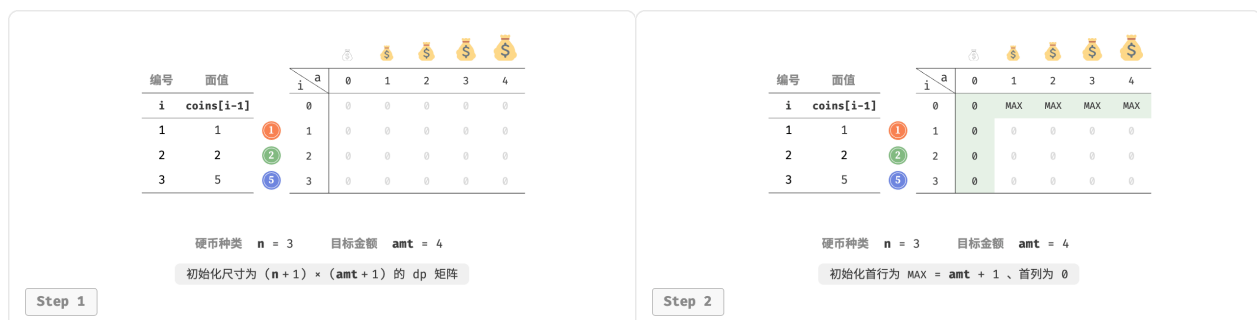 编号 面值
i coins[i-1]
1 1 1
2 2 2
3 5 5
a
i
0 1 2 3 4
0 0 0 0 0 0
1 0 0 0 0 0
2 0 0 0 0 0
3 0 0 0 0 0
硬币种类 n = 3 目标金额 amt = 4
初始化尺寸为 (n + 1) × (amt + 1) 的 dp 矩阵
Step 1
编号 面值
i coins[i-1]
1 1 1
2 2 2
3 5 5
a
i
0 1 2 3 4
0 0 MAX MAX MAX MAX
1 0 0 0 0 0
2 0 0 0 0 0
3 0 0 0 0 0
硬币种类 n = 3 目标金额 amt = 4
初始化首行为 MAX = amt + 1 、首列为 0
Step 2